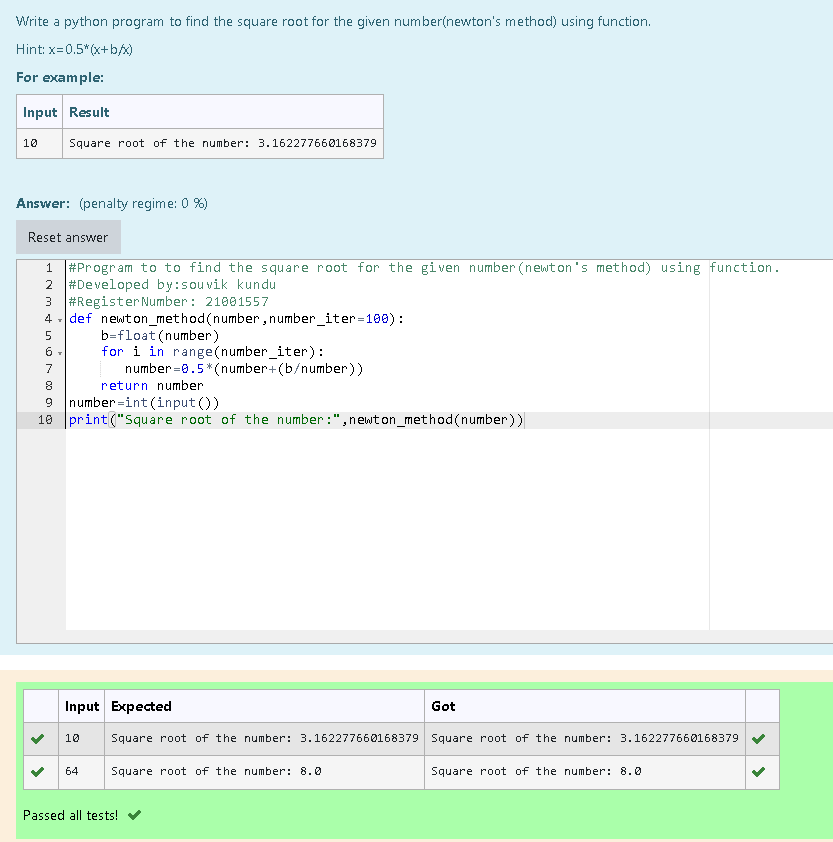 Write a python program to find the square root for the given number(newton's method) using function.
Hint: x=0.5*(x+b/x)
For example:
Input Result
10 Square root of the number: 3.162277660168379
Answer: (penalty regime: 0 %)
Reset answer
1 #Program to to find the square root for the given number(newton's method) using function.
2 #Developed by:souvik kundu
3 #RegisterNumber: 21001557
4 def newton_method(number,number_iter=100):
5     b=float(number)
6     for i in range(number_iter):
7        number=0.5*(number+(b/number))
8     return number
9 number=int(input())
10 print("Square root of the number:",newton_method(number))
Input Expected Got
10 Square root of the number: 3.162277660168379 Square root of the number: 3.162277660168379
64 Square root of the number: 8.0 Square root of the number: 8.0
Passed all tests!